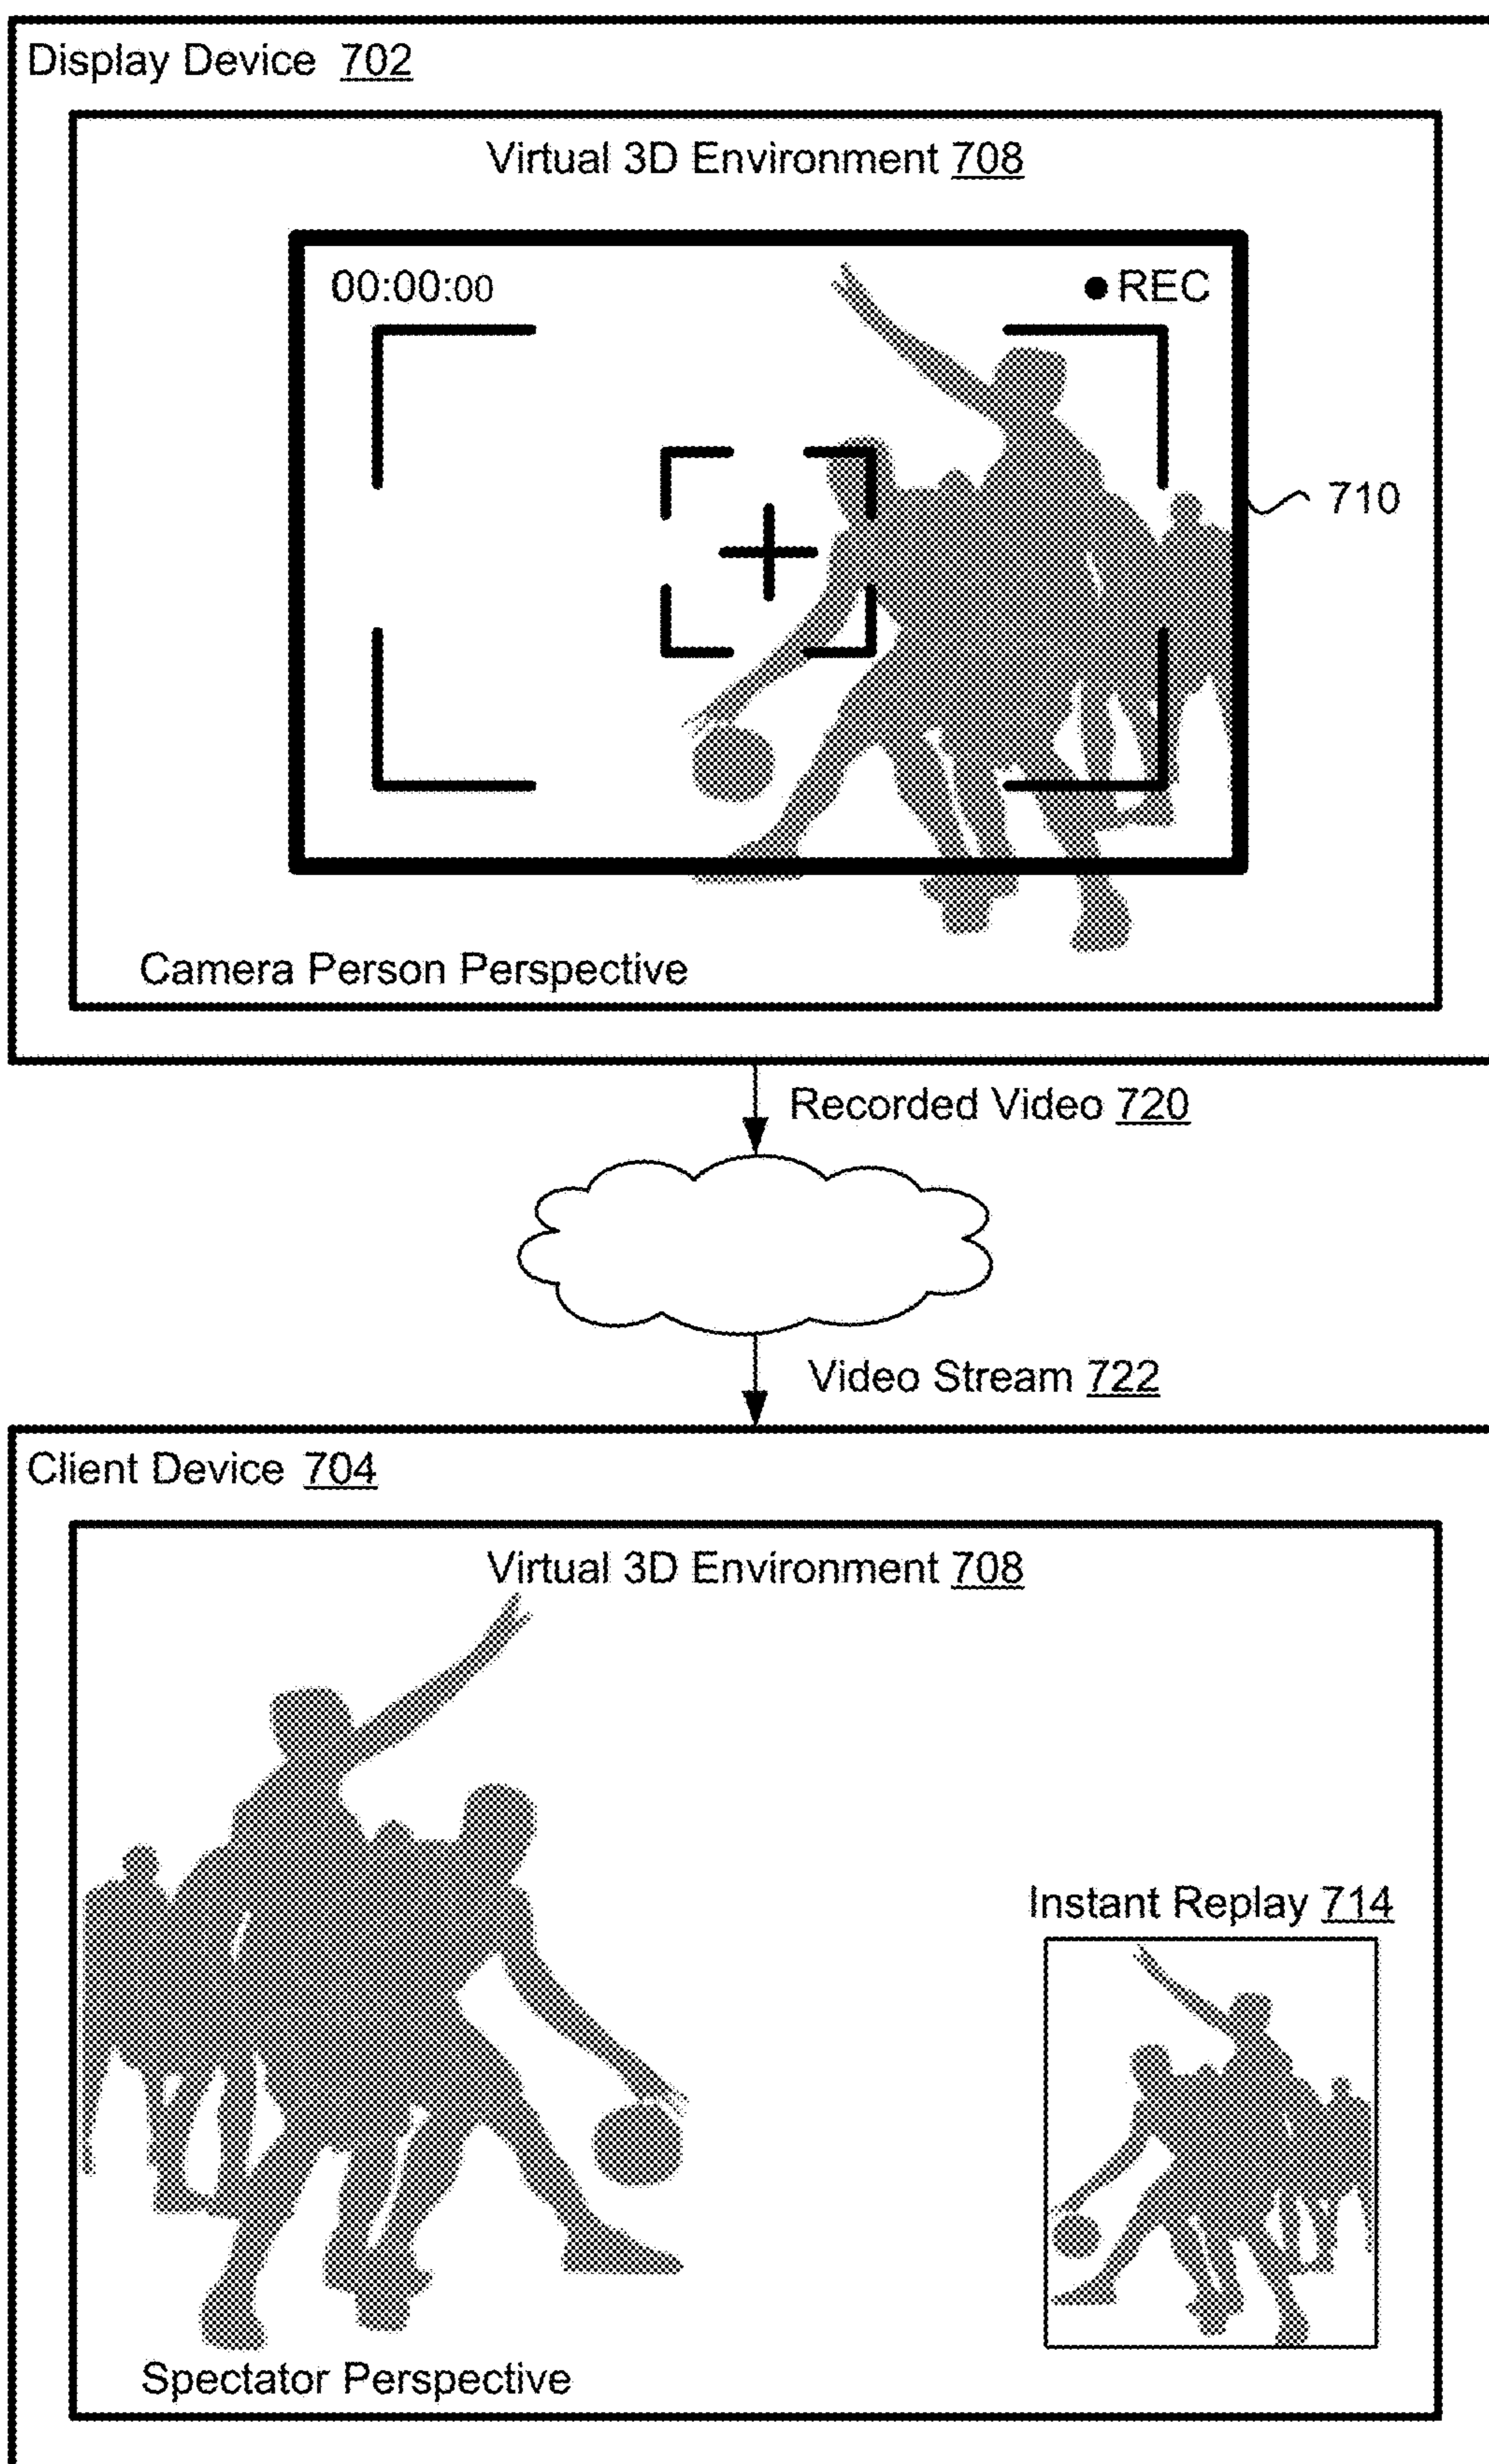 Display Device 702
Virtual 3D Environment 708
00:00:00
REC
710
Camera Person Perspective
Recorded Video 720
Video Stream 722
Client Device 704
Virtual 3D Environment 708
Instant Replay 714
Spectator Perspective